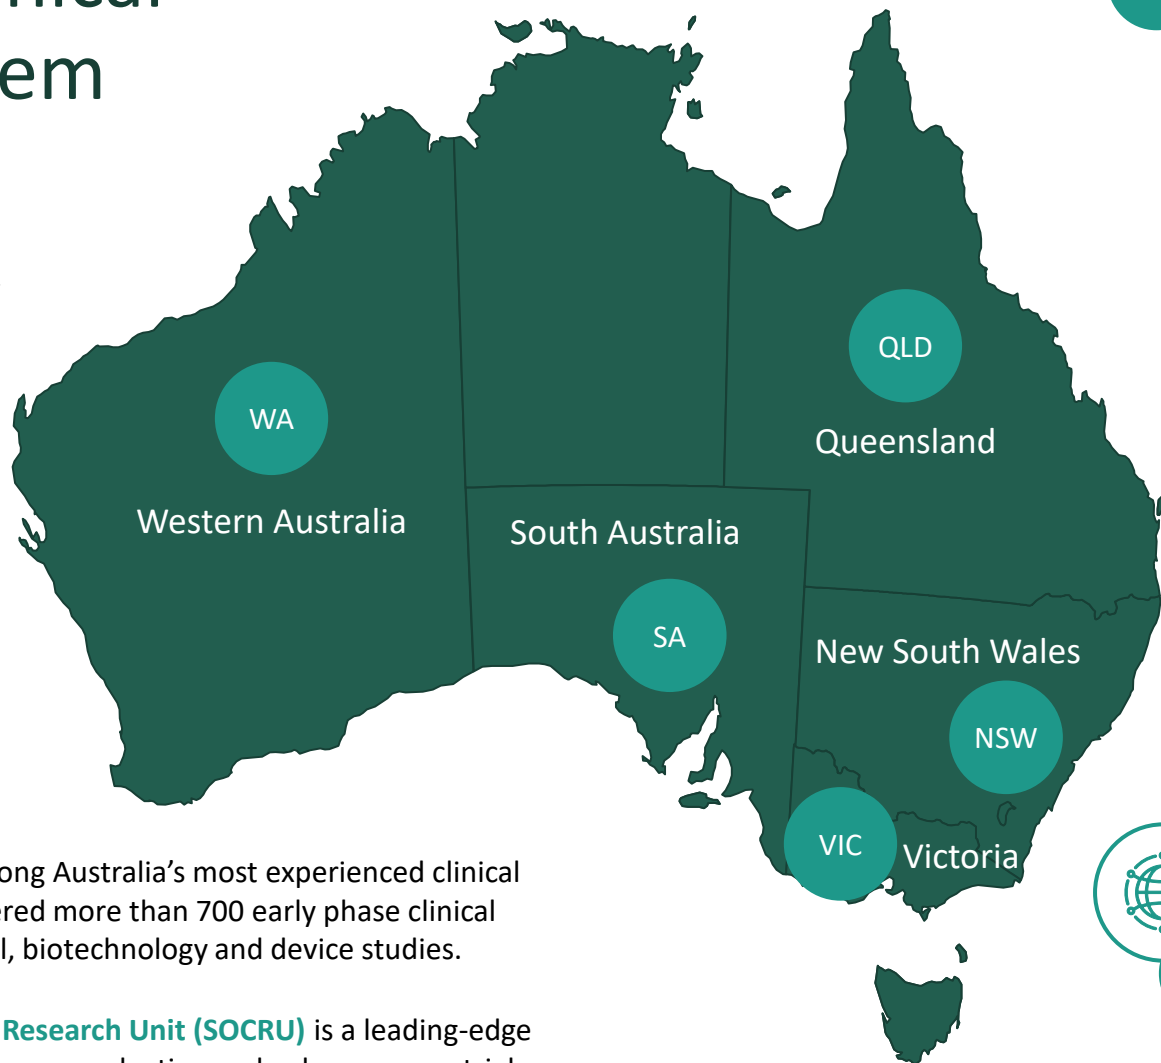 em
WA
QLD
Queensland
Western Australia
South Australia
SA
New South Wales
NSW
VIC
Victoria
ong Australia’s most experienced clinical
ered more than 700 early phase clinical
l, biotechnology and device studies.
Research Unit (SOCRU) is a leading-edge